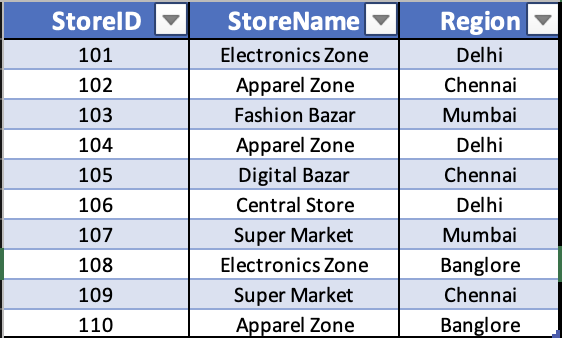 StoreID StoreName Region
101 Electronics Zone Delhi
102 Apparel Zone Chennai
103 Fashion Bazar Mumbai
104 Apparel Zone Delhi
105 Digital Bazar Chennai
106 Central Store Delhi
107 Super Market Mumbai
108 Electronics Zone Banglore
109 Super Market Chennai
110 Apparel Zone Banglore